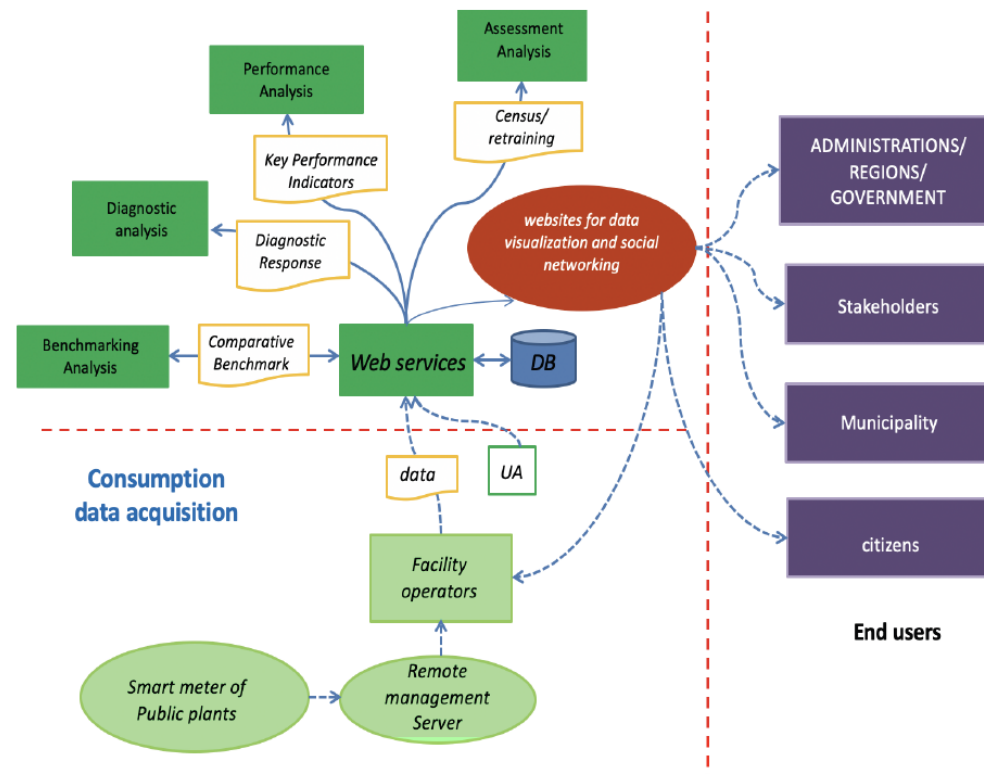 Assessment
Analysis
Performance
Analysis
Census/
retraining
Key Performance
Indicators
ADMINISTRATIONS/
REGIONS/
GOVERNMENT
Diagnostic
analysis
Diagnostic
Response
websites for data
visualization and social
networking
Stakeholders
Benchmarking
Analysis
Comparative
Benchmark
Web services
DB
Municipality
Consumption
data acquisition
data
UA
citizens
Facility
operators
End users
Smart meter of
Public plants
Remote
management
Server